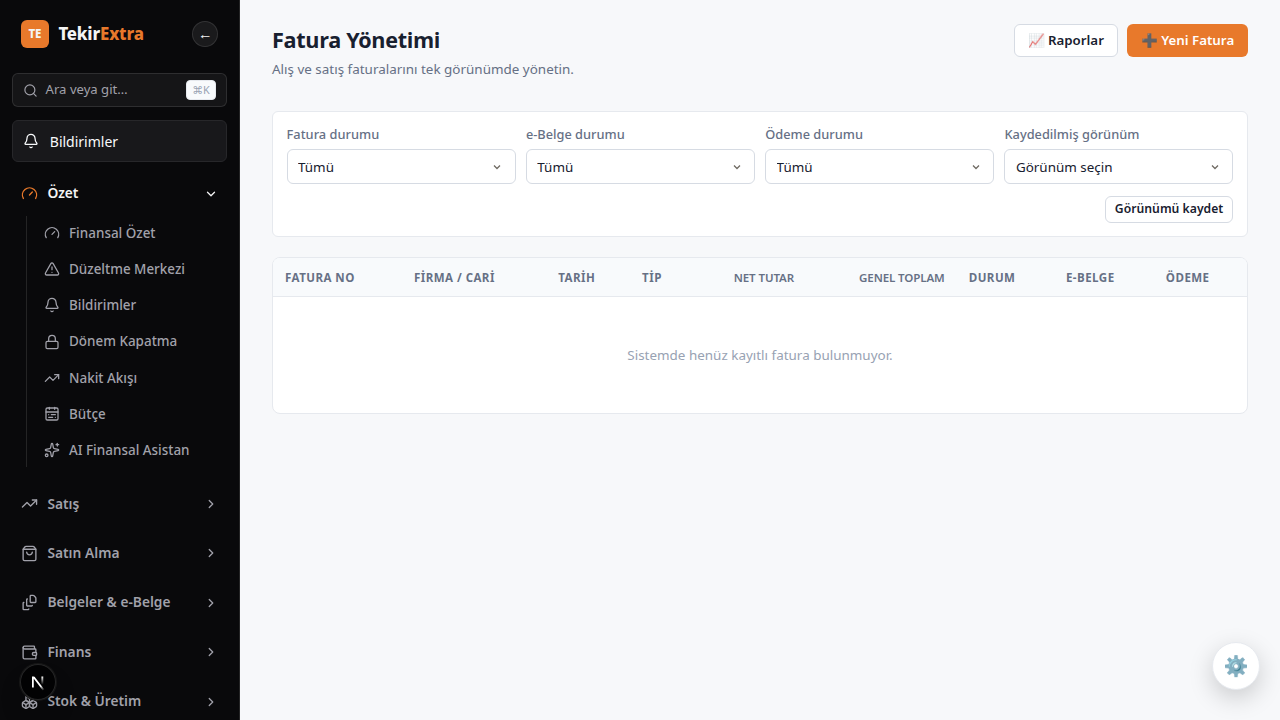 TE TekirExtra ←
Ara veya git... ⌘K
Bildirimler
Özet
Finansal Özet
Düzeltme Merkezi
Bildirimler
Dönem Kapatma
Nakit Akışı
Bütçe
AI Finansal Asistan
Satış
Satın Alma
Belgeler & e-Belge
Finans
N
Stok & Üretim
Fatura Yönetimi
Alış ve satış faturalarını tek görünümde yönetin.
📈 Raporlar
➕ Yeni Fatura
Fatura durumu e-Belge durumu Ödeme durumu Kaydedilmiş görünüm
Tümü Tümü Tümü Görünüm seçin
Görünümü kaydet
FATURA NO FİRMA / CARİ TARİH TİP NET TUTAR GENEL TOPLAM DURUM E-BELGE ÖDEME
Sistemde henüz kayıtlı fatura bulunmuyor.